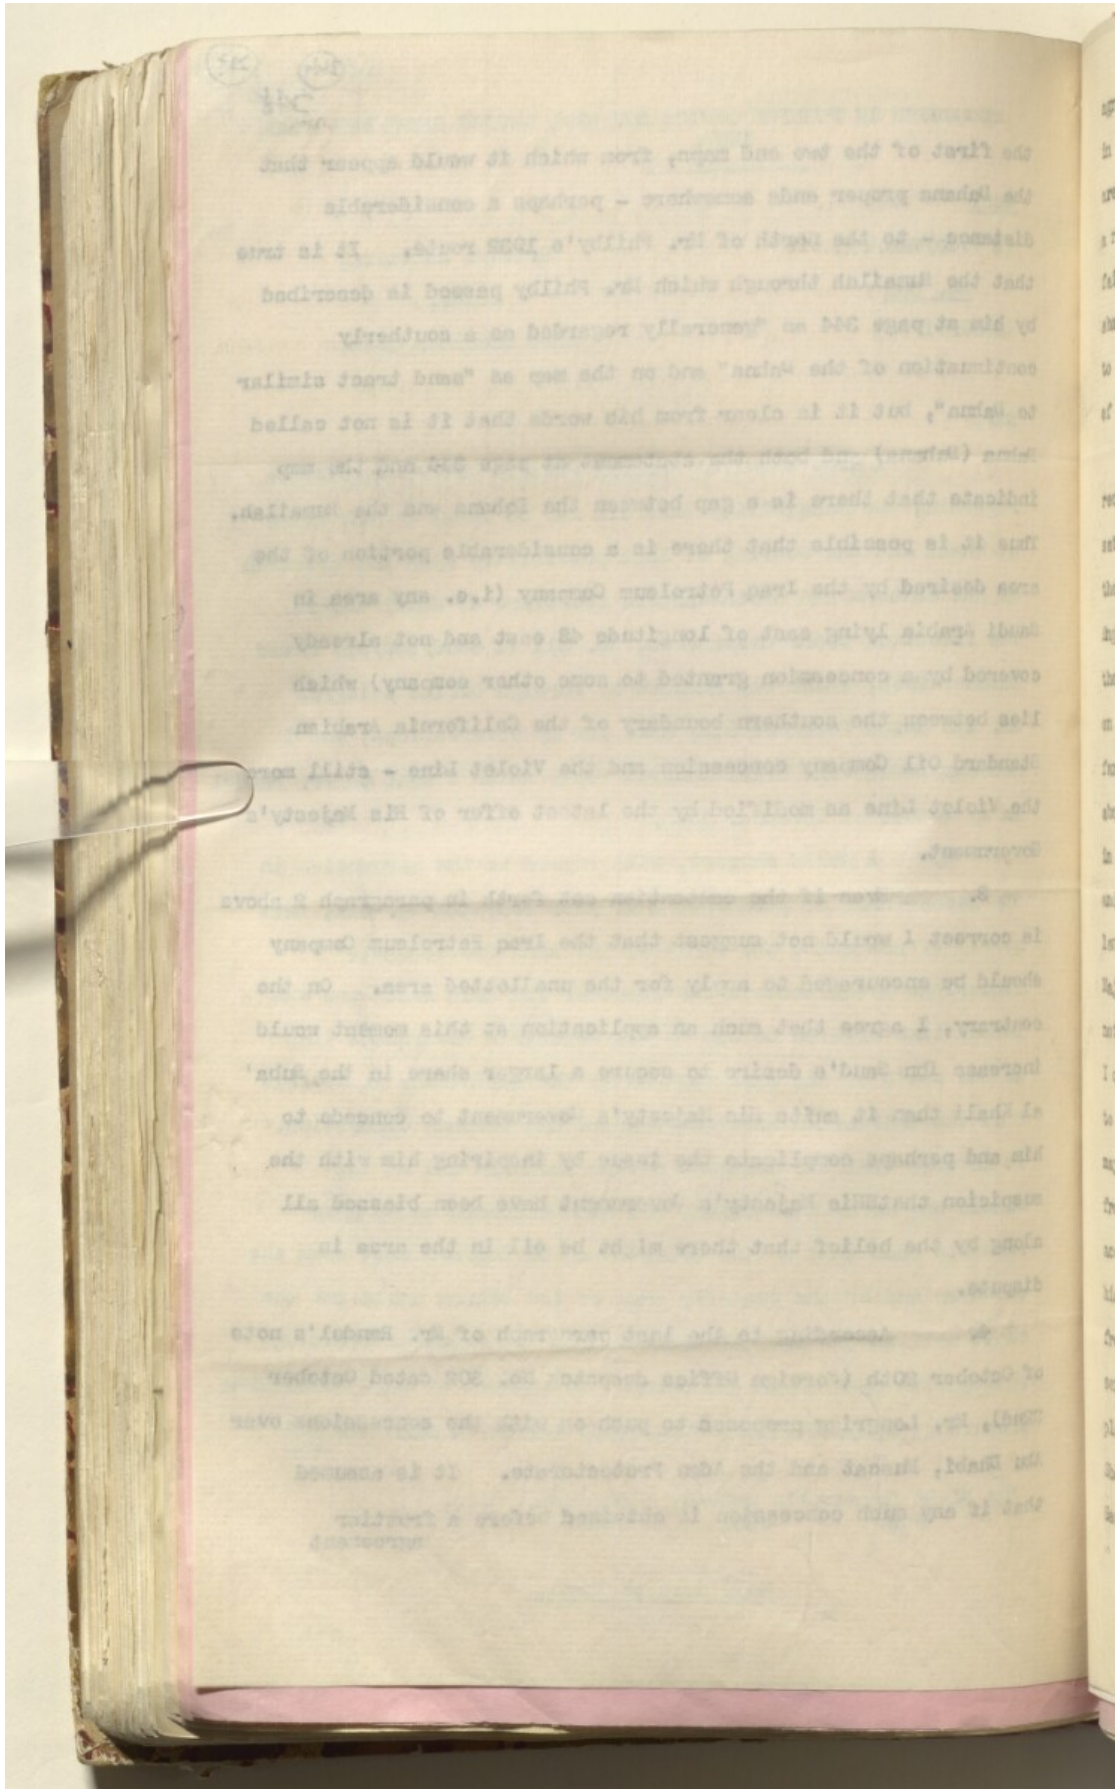 the first of the two end maps, from which it would appear that
the Dahana proper ends somewhere - perhaps a considerable
distance - to the North of Mr. Philby's 1932 route. It is true
that the Hunailah through which Mr. Philby passed is described
by him at page 344 as "generally regarded as a southerly
continuation of the Dahna" and on the map as "sand tract similar
to Dahna", but it is clear from his words that it is not called
Dahna (Dahana) and both the statement at page and the map
indicate that there is a gap between the Dahana and the
Thus it is possible that there is a considerable portion of the
area desired by the Iraq Petroleum Company (i.e. any area in
Saudi Arabia lying east of longitude 48 east and not already
covered by a concession granted to some other company) which
lies between the southern boundary of the California Arabian
Standard Oil Company concession and the Violet Line - still more
the Violet Line as modified by the latest offer of His Majesty's
Government.
3. Even if the contention set forth in paragraph 2 above
is correct I would not suggest that the Iraq Petroleum Company
should be encouraged to apply for the unallotted area. On the
contrary, I agree that such an application at this moment would
increase Ibn Saud's desire to secure a larger share in the Ruba'
al Khali than it suits His Majesty's Government to concede to
him and perhaps complicate the issue by inspiring him with the
suspicion that His Majesty's Government have been biassed all
along by the belief that there might be oil in the area in
dispute.
4. According to the last paragraph of Mr. Rendel's note
of October 20th (Foreign Office despatch No. 302 dated October
22nd), Mr. Longrigg proposes to push on with the concessions over
Abu Dhabi, Muscat and the Aden Protectorate. It is assumed
that if any such concession is obtained before a frontier
agreement